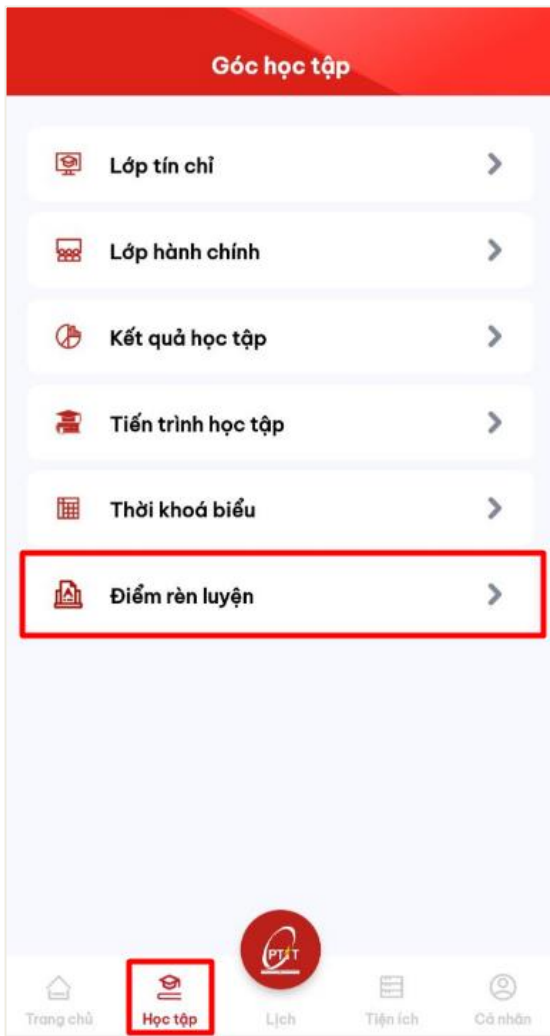 Góc học tập
Lớp tín chỉ
Lớp hành chính
Kết quả học tập
Tiến trình học tập
Thời khoá biểu
Điểm rèn luyện
PTIT
Trang chủ
Học tập
Lịch
Tiện ích
Cá nhân